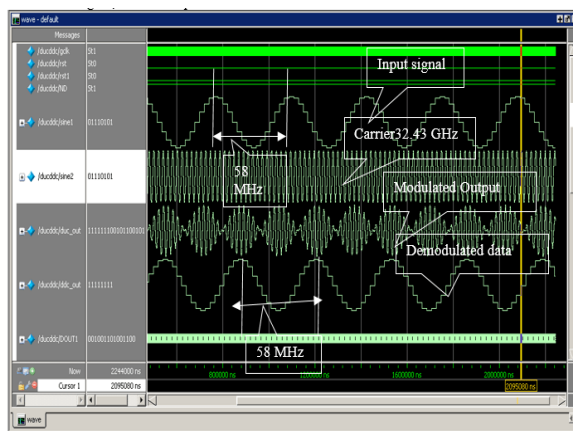 wave - default
Messages
/ducddc/gclk St1
/ducddc/rst St0
/ducddc/rst1 St0
/ducddc/ND St1
/ducddc/sine1 01110101
/ducddc/sine2 01110101
/ducddc/duc_out 111111100101100101
/ducddc/ddc_out 11111111
/ducddc/DOUT1 001001101001100
Input signal
Carrier32.43 GHz
58
MHz
Modulated Output
Demodulated data
58 MHz
Now 2244000 ns
800000 ns 1200000 ns 1600000 ns 2000000 ns
Cursor 1 2095080 ns
2095080 ns
wave